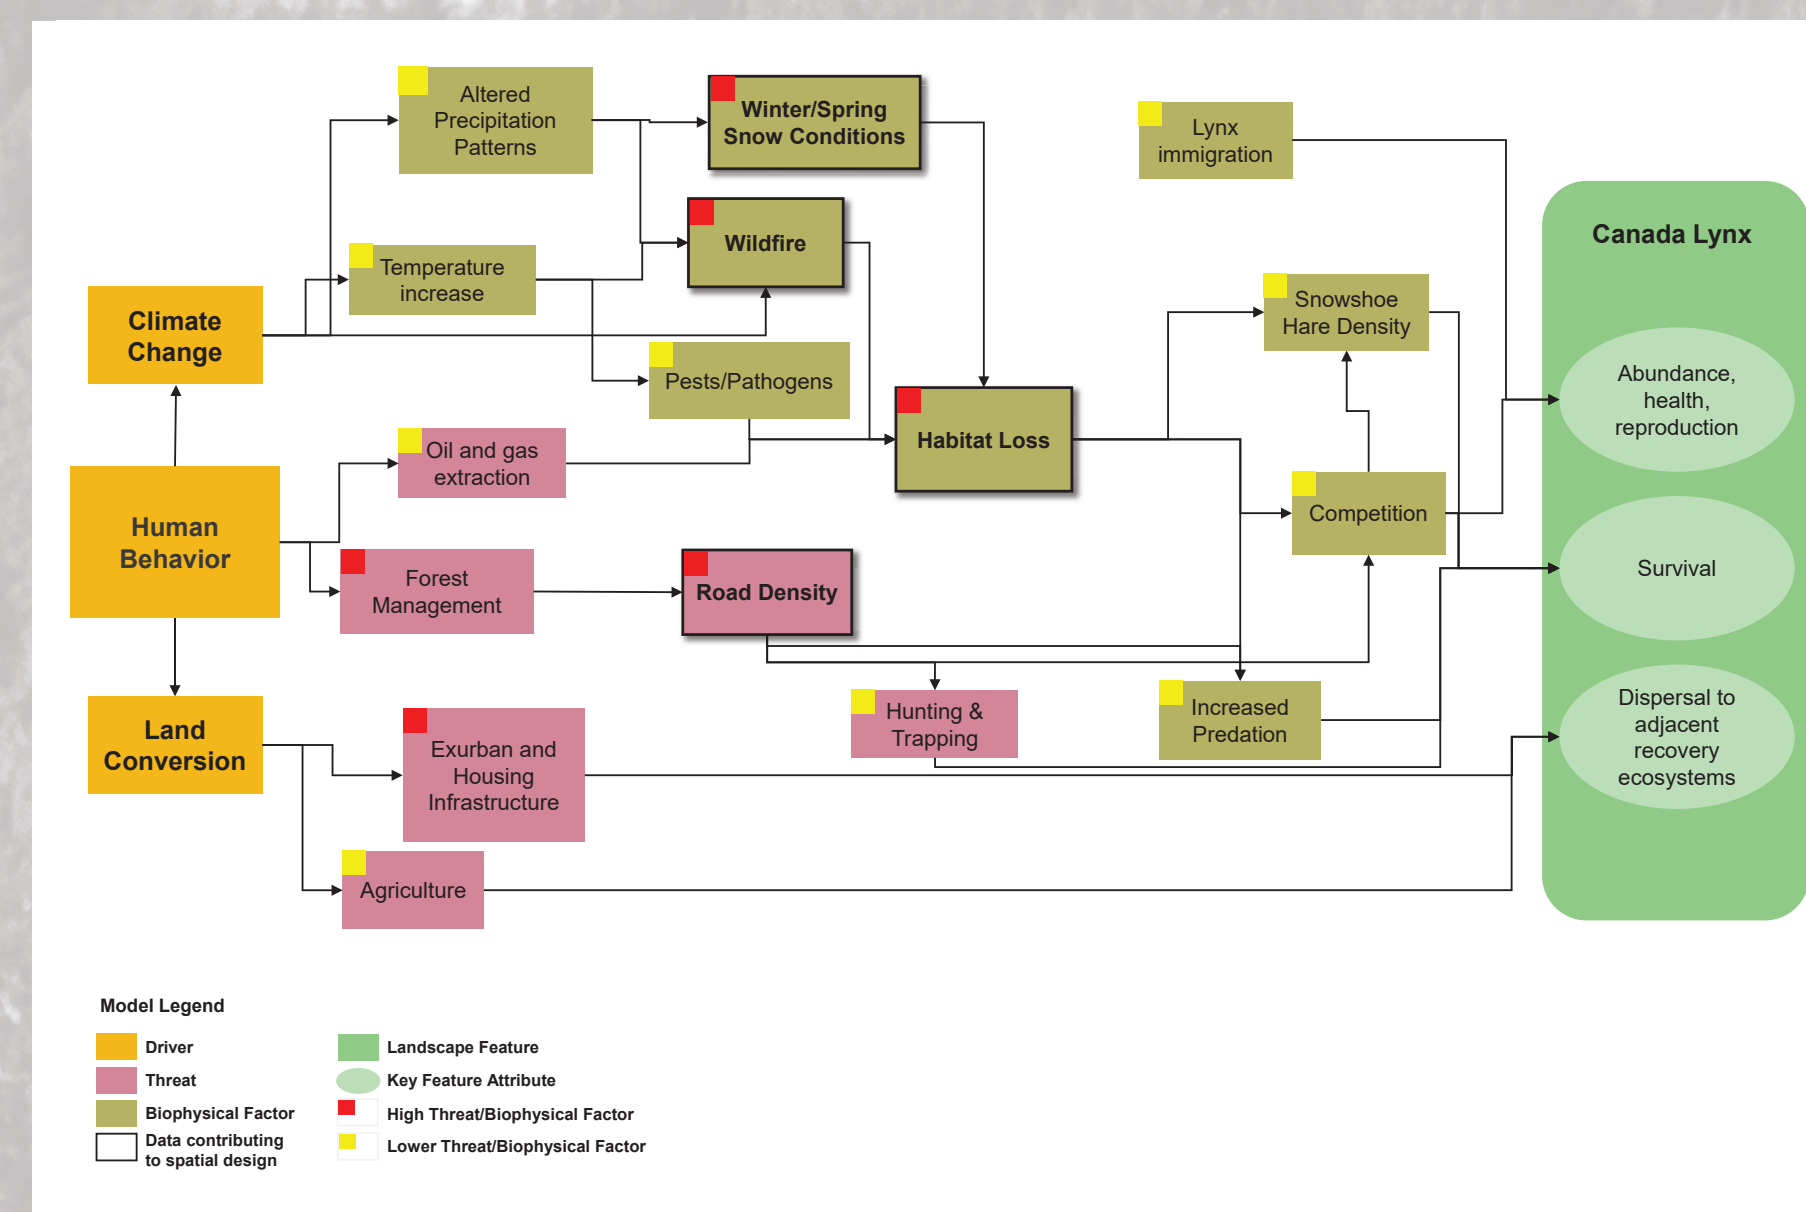 Altered
Precipitation
Patterns
Winter/Spring
Snow Conditions
Lynx
immigration
Canada Lynx
Wildfire
Temperature
increase
Snowshoe
Hare Density
Climate
Change
Pests/Pathogens
Abundance,
health,
reproduction
Oil and gas
extraction
Habitat Loss
Human
Behavior
Competition
Survival
Forest
Management
Road Density
Hunting &
Trapping
Increased
Predation
Dispersal to
adjacent
recovery
ecosystems
Land
Conversion
Exurban and
Housing
Infrastructure
Agriculture
Model Legend
Driver
Threat
Biophysical Factor
Data contributing
to spatial design
Landscape Feature
Key Feature Attribute
High Threat/Biophysical Factor
Lower Threat/Biophysical Factor